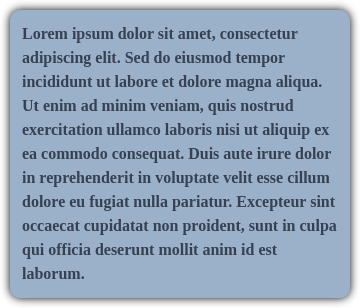 Lorem ipsum dolor sit amet, consectetur
adipiscing elit. Sed do eiusmod tempor
incididunt ut labore et dolore magna aliqua.
Ut enim ad minim veniam, quis nostrud
exercitation ullamco laboris nisi ut aliquip ex
ea commodo consequat. Duis aute irure dolor
in reprehenderit in voluptate velit esse cillum
dolore eu fugiat nulla pariatur. Excepteur sint
occaecat cupidatat non proident, sunt in culpa
qui officia deserunt mollit anim id est
laborum.